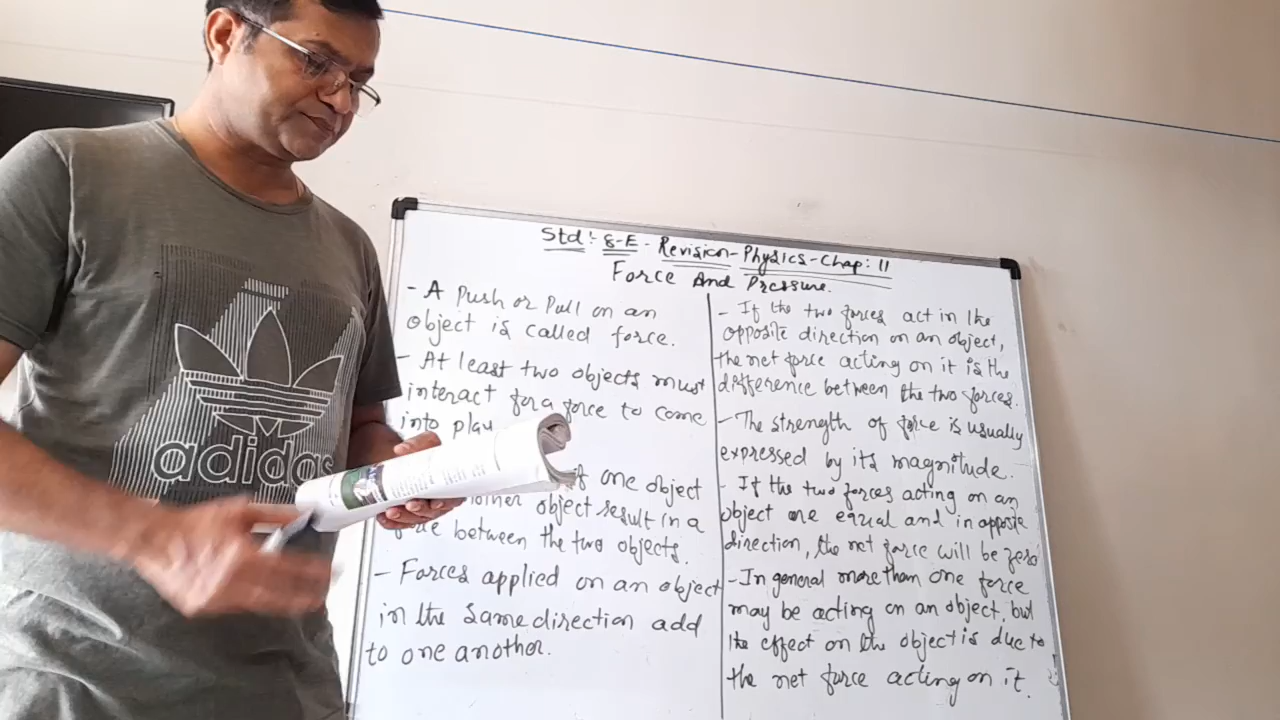 Std:- 8-E - Revision - Physics - Chap: 11
Force And Pressure.
- A Push or Pull on an
object is called force.
- At least two objects must
interact for a force to come
into play
of one object
another object result in a
force between the two objects.
- Forces applied on an object
in the same direction add
to one another.
- If the two forces act in the
opposite direction on an object,
the net force acting on it is the
difference between the two forces.
- The strength of force is usually
expressed by its magnitude.
- If the two forces acting on an
object are equal and in opposite
direction, the net force will be zero
- In general more than one force
may be acting on an object, but
the effect on the object is due to
the net force acting on it.
adidas